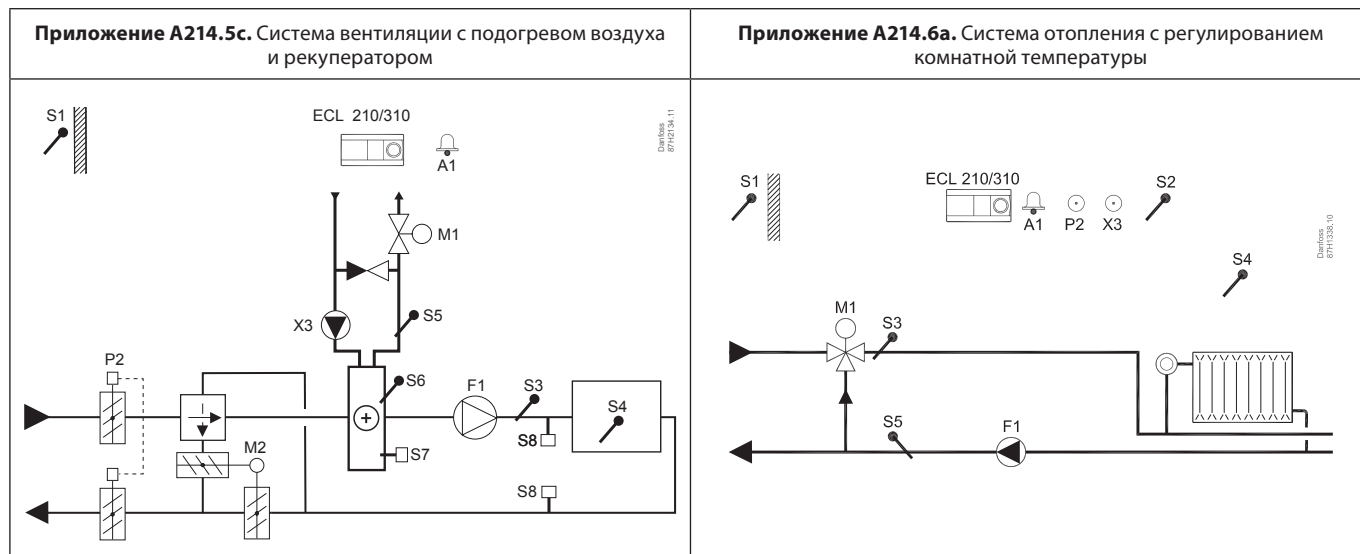 Приложение A214.5c. Система вентиляции с подогревом воздуха
и рекуператором
S1
ECL 210/310
A1
Danfoss
87H2134.11
M1
X3
S5
P2
S6
F1
S3
S4
S8
S7
M2
S8
Приложение A214.6a. Система отопления с регулированием
комнатной температуры
S1
ECL 210/310
A1
P2
X3
S2
Danfoss
87H1338.10
S4
M1
S3
S5
F1